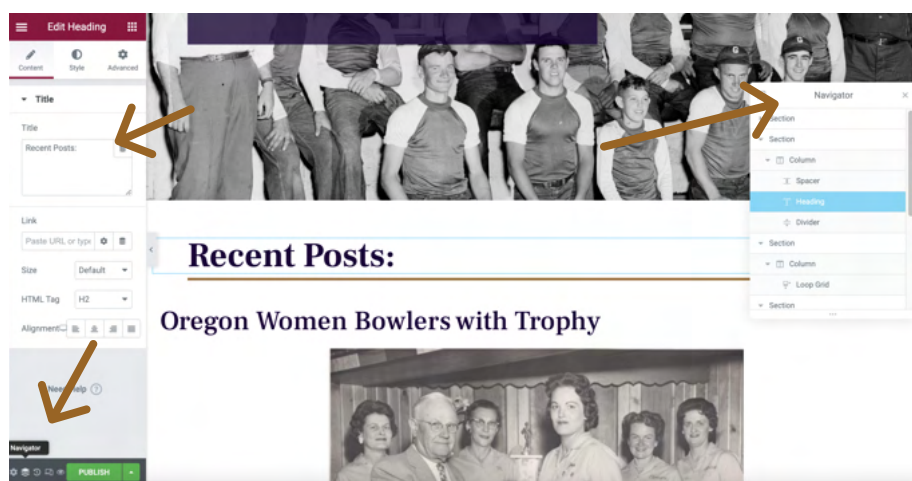 Edit Heading
Content
Style
Advanced
Title
Title
Recent Posts:
Link
Paste URL or type
Size
Default
HTML Tag
H2
Alignment
Need Help ?
Navigator
PUBLISH
Recent Posts:
Oregon Women Bowlers with Trophy
Navigator
Section
Section
Column
Spacer
Heading
Divider
Section
Column
Loop Grid
Section